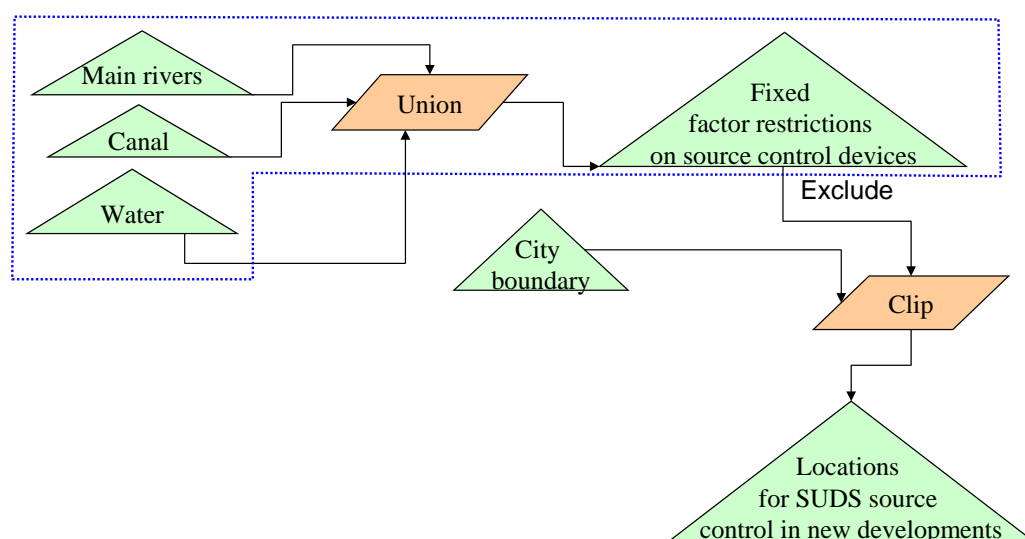 Main rivers
Canal
Water
Union
Fixed
factor restrictions
on source control devices
Exclude
City
boundary
Clip
Locations
for SUDS source
control in new developments